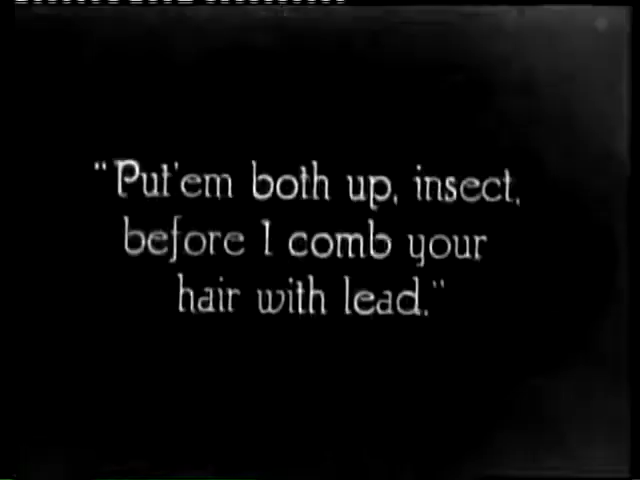 "Put'em both up, insect,
before I comb your
hair with lead."